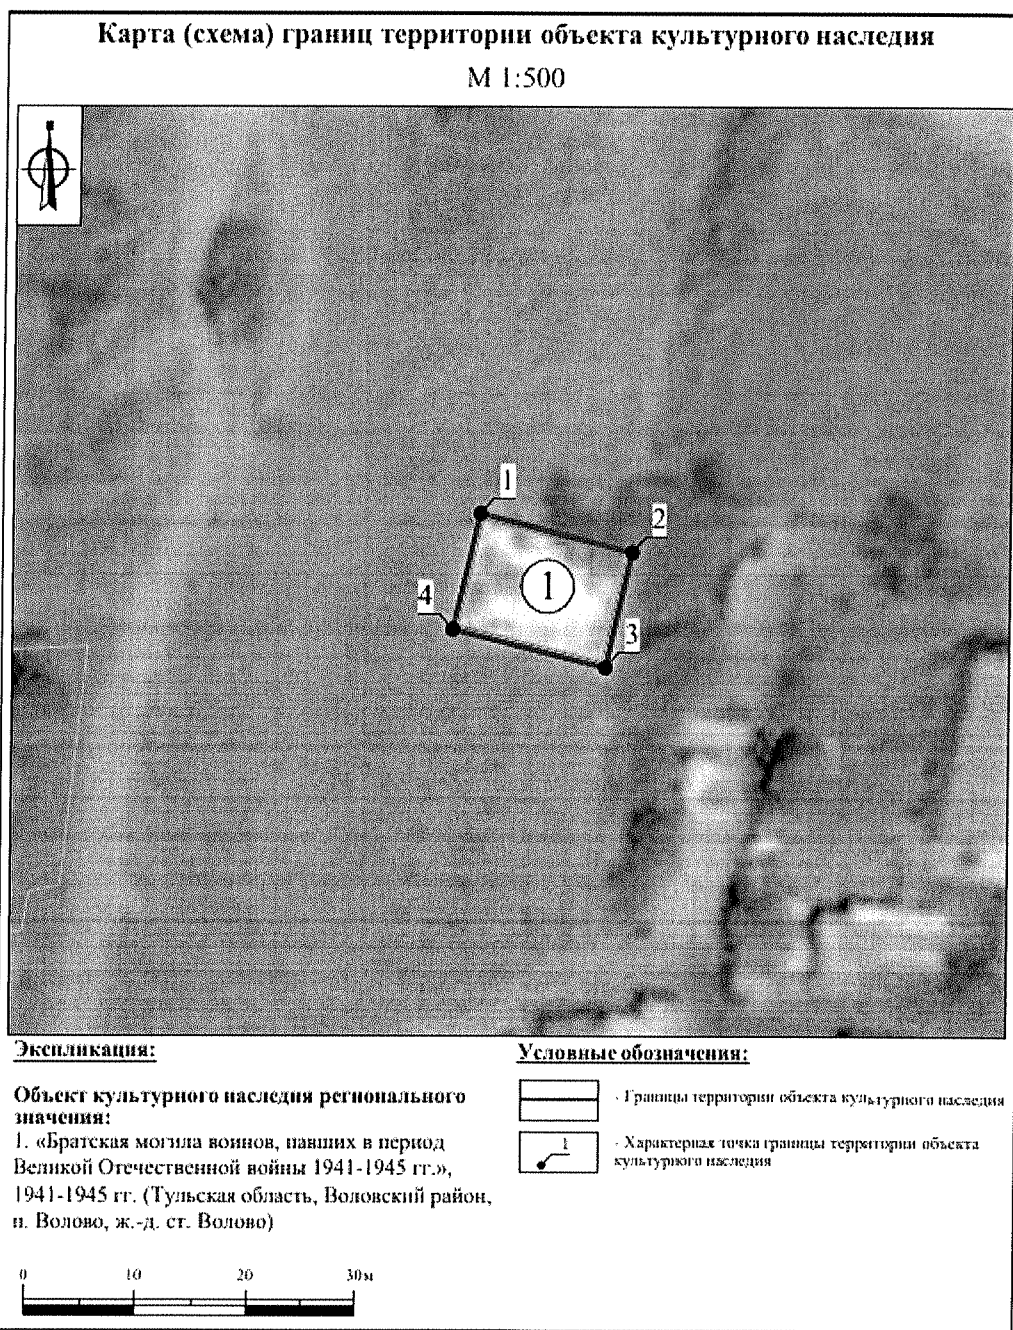 Карта (схема) границ территории объекта культурного наследия
М 1:500
1
2
1
4
3
Экспликация:
Объект культурного наследия регионального
значения:
1. «Братская могила воинов, павших в период
Великой Отечественной войны 1941-1945 гг.»,
1941-1945 гг. (Тульская область, Воловский район,
п. Волово, ж.-д. ст. Волово)
0 10 20 30м
Условные обозначения:
- Границы территории объекта культурного наследия
1
- Характерная точка границы территории объекта
культурного наследия